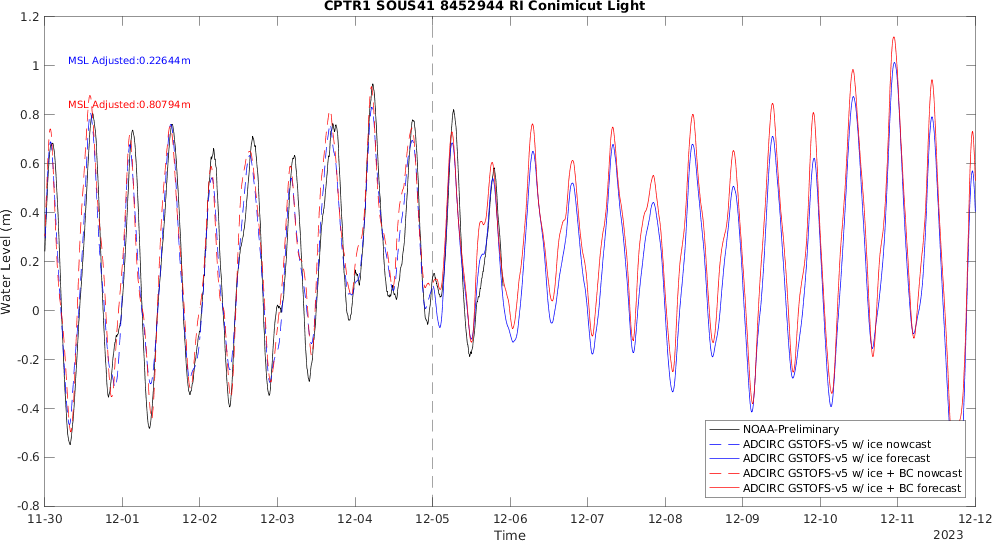 CPTR1 SOUS41 8452944 RI Conimicut Light
1.2
1
0.8
0.6
0.4
0.2
0
-0.2
-0.4
-0.6
-0.8
Water Level (m)
MSL Adjusted:0.22644m
MSL Adjusted:0.80794m
NOAA-Preliminary
ADCIRC GSTOFS-v5 w/ ice nowcast
ADCIRC GSTOFS-v5 w/ ice forecast
ADCIRC GSTOFS-v5 w/ ice + BC nowcast
ADCIRC GSTOFS-v5 w/ ice + BC forecast
11-30 12-01 12-02 12-03 12-04 12-05 12-06 12-07 12-08 12-09 12-10 12-11 12-12
Time
2023